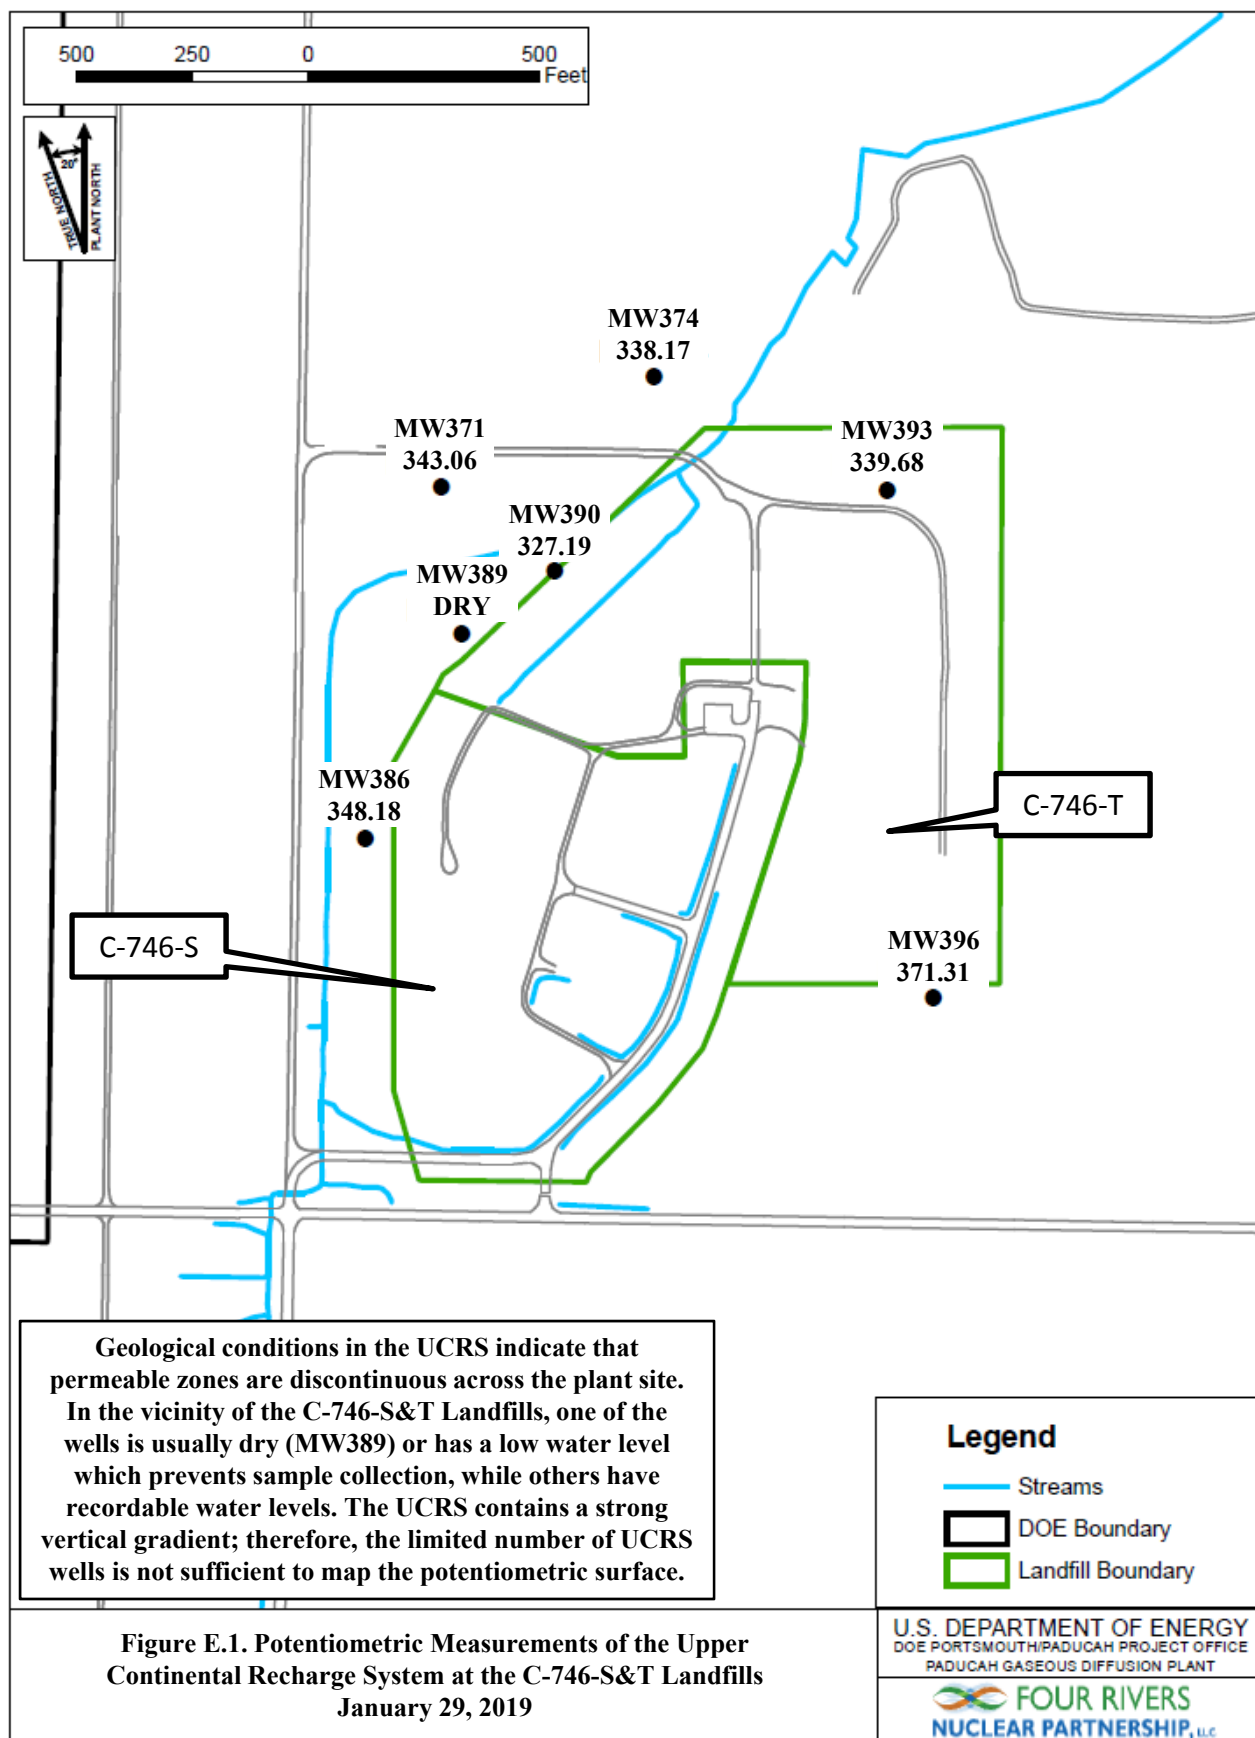 500 250 0 500
Feet
20°
TRUE NORTH
PLANT NORTH
MW374
338.17
MW371
343.06
MW393
339.68
MW390
327.19
MW389
DRY
MW386
348.18
C-746-T
C-746-S
MW396
371.31
Geological conditions in the UCRS indicate that
permeable zones are discontinuous across the plant site.
In the vicinity of the C-746-S&T Landfills, one of the
wells is usually dry (MW389) or has a low water level
which prevents sample collection, while others have
recordable water levels. The UCRS contains a strong
vertical gradient; therefore, the limited number of UCRS
wells is not sufficient to map the potentiometric surface.
Legend
Streams
DOE Boundary
Landfill Boundary
Figure E.1. Potentiometric Measurements of the Upper
Continental Recharge System at the C-746-S&T Landfills
January 29, 2019
U.S. DEPARTMENT OF ENERGY
DOE PORTSMOUTH/PADUCAH PROJECT OFFICE
PADUCAH GASEOUS DIFFUSION PLANT
FOUR RIVERS
NUCLEAR PARTNERSHIP, LLC